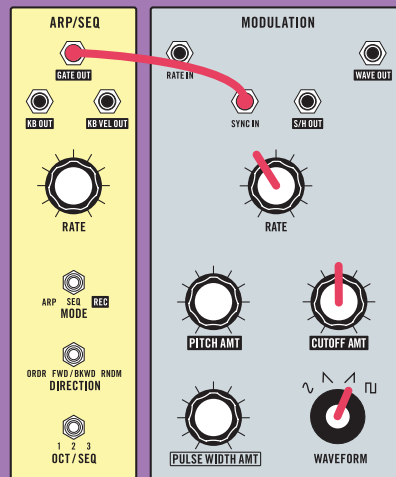 ARP/SEQ
GATE OUT
KB OUT KB VEL OUT
RATE
ARP SEQ REC
MODE
ORDR FWD/BKWD RNDM
DIRECTION
1 2 3
OCT/SEQ
MODULATION
RATE IN WAVE OUT
SYNC IN S/H OUT
RATE
PITCH AMT CUTOFF AMT
PULSE WIDTH AMT WAVEFORM